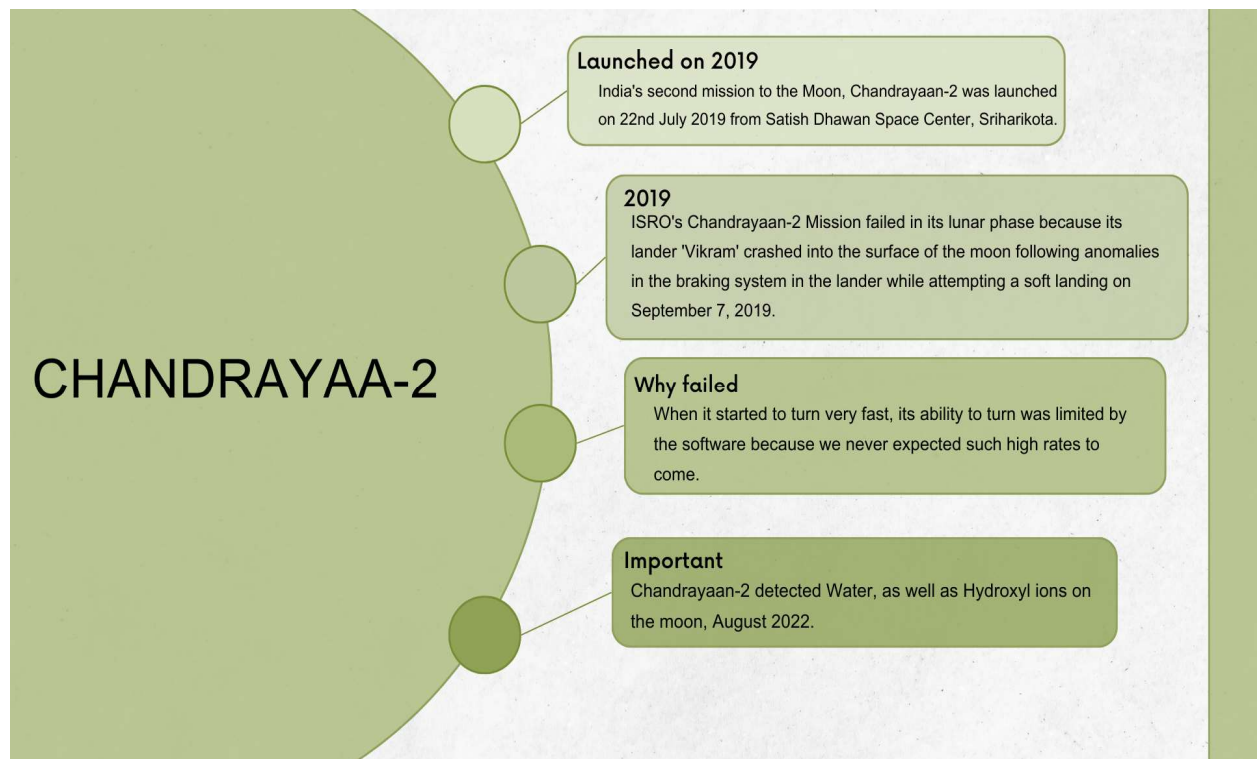 CHANDRAYAA-2
Launched on 2019
India's second mission to the Moon, Chandrayaan-2 was launched
on 22nd July 2019 from Satish Dhawan Space Center, Sriharikota.
2019
ISRO's Chandrayaan-2 Mission failed in its lunar phase because its
lander 'Vikram' crashed into the surface of the moon following anomalies
in the braking system in the lander while attempting a soft landing on
September 7, 2019.
Why failed
When it started to turn very fast, its ability to turn was limited by
the software because we never expected such high rates to
come.
Important
Chandrayaan-2 detected Water, as well as Hydroxyl ions on
the moon, August 2022.